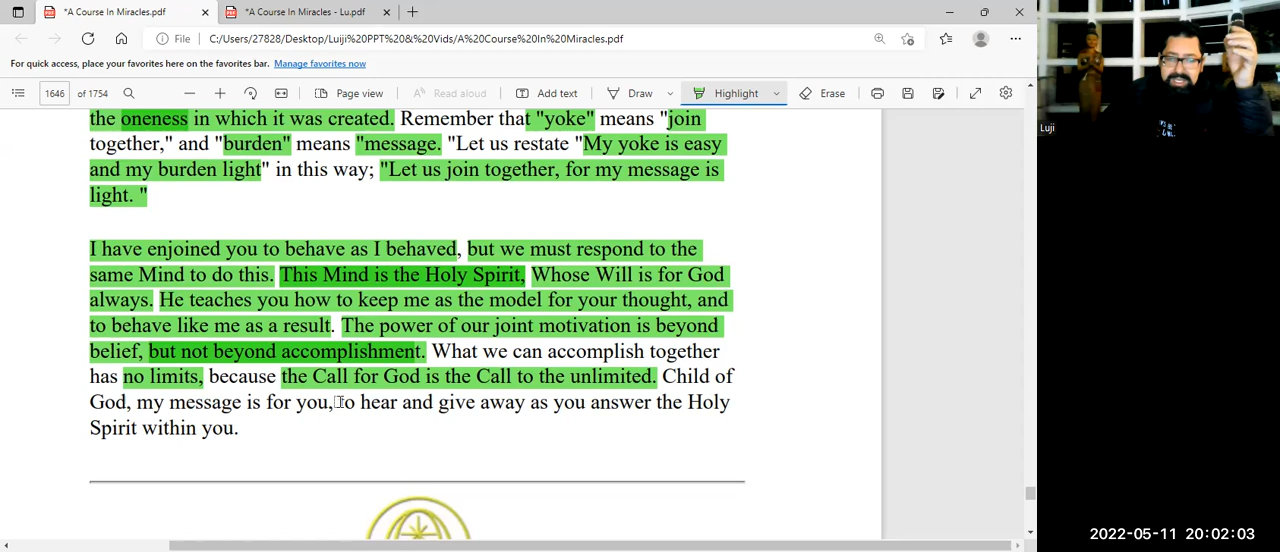 *A Course In Miracles.pdf
*A Course In Miracles - Lu.pdf
File
C:/Users/27828/Desktop/Luiji%20PPT%20&%20Vids/A%20Course%20In%20Miracles.pdf
For quick access, place your favorites here on the favorites bar. Manage favorites now
1646 of 1754
Page view
Read aloud
Add text
Draw
Highlight
Erase
the oneness in which it was created. Remember that "yoke" means "join
together," and "burden" means "message. "Let us restate "My yoke is easy
and my burden light" in this way; "Let us join together, for my message is
light. "
I have enjoined you to behave as I behaved, but we must respond to the
same Mind to do this. This Mind is the Holy Spirit, Whose Will is for God
always. He teaches you how to keep me as the model for your thought, and
to behave like me as a result. The power of our joint motivation is beyond
belief, but not beyond accomplishment. What we can accomplish together
has no limits, because the Call for God is the Call to the unlimited. Child of
God, my message is for you, to hear and give away as you answer the Holy
Spirit within you.
Luji
2022-05-11 20:02:03